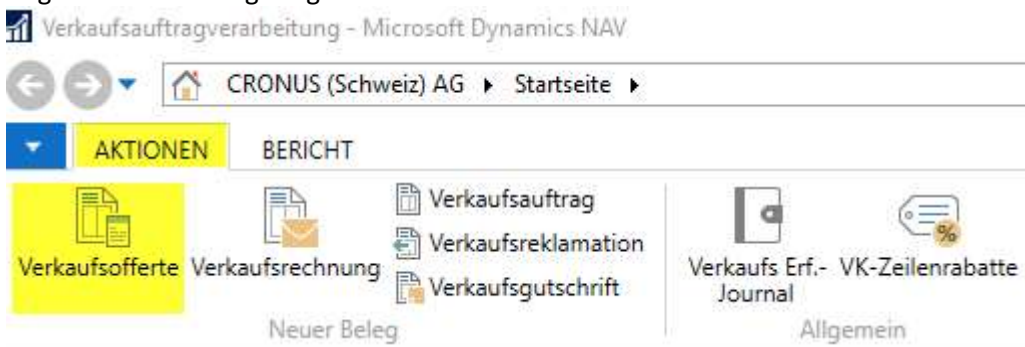 Verkaufsauftragverarbeitung - Microsoft Dynamics NAV
CRONUS (Schweiz) AG ▸ Startseite ▸
AKTIONEN BERICHT
Verkaufsofferte Verkaufsrechnung
Verkaufsauftrag
Verkaufsreklamation
Verkaufsgutschrift
Neuer Beleg
Verkaufs Erf.-
Journal
VK-Zeilenrabatte
Allgemein